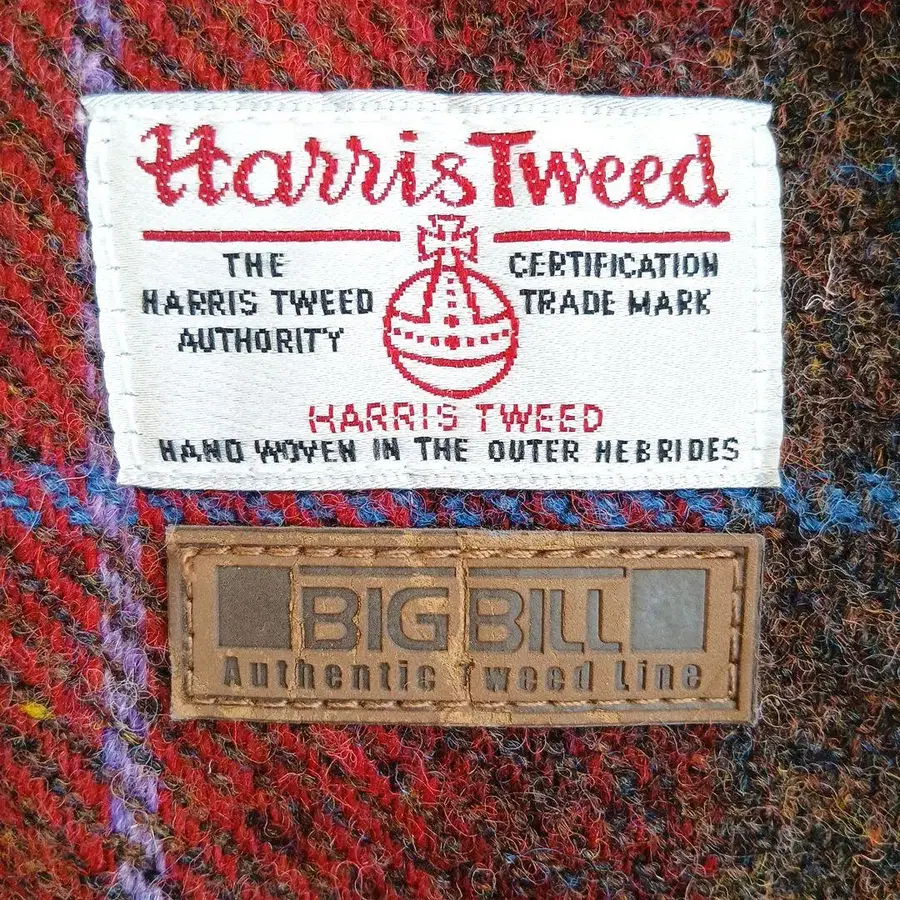 Harris Tweed
THE
HARRIS TWEED
AUTHORITY
CERTIFICATION
TRADE MARK
HARRIS TWEED
HAND WOVEN IN THE OUTER HEBRIDES
BIG BILL
Authentic Tweed Line